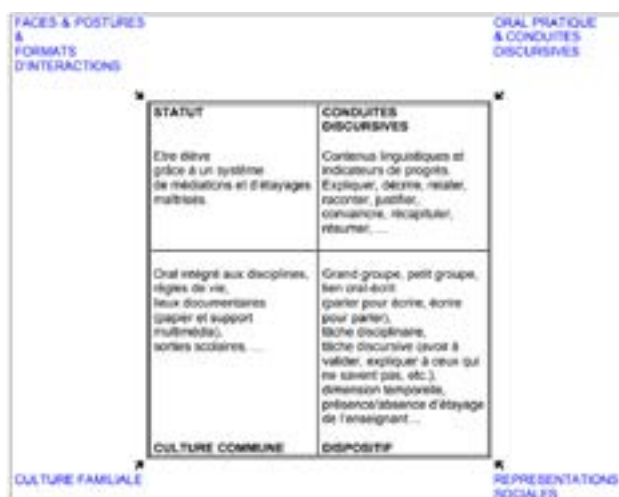 FACES & POSTURES
&
FORMATS
D'INTERACTIONS
ORAL PRATIQUE
& CONDUITES
DISCURSIVES
STATUT
Etre élève
grâce à un système
de médiations et d'étayages
maîtrisés.
CONDUITES
DISCURSIVES
Contenus linguistiques et
indicateurs de progrès.
Expliquer, décrire, relater,
raconter, justifier,
convaincre, récapituler,
résumer, ...
Oral intégré aux disciplines,
règles de vie,
lieux documentaires
(papier et support
multimédia),
sorties scolaires, ...
CULTURE COMMUNE
Grand groupe, petit groupe,
lien oral-écrit
(parler pour écrire, écrire
pour parler),
tâche disciplinaire,
tâche discursive (avoir à
valider, expliquer à ceux qui
ne savent pas, etc.),
dimension temporelle,
présence/absence d'étayage
de l'enseignant...
DISPOSITIF
CULTURE FAMILIALE
REPRESENTATIONS
SOCIALES